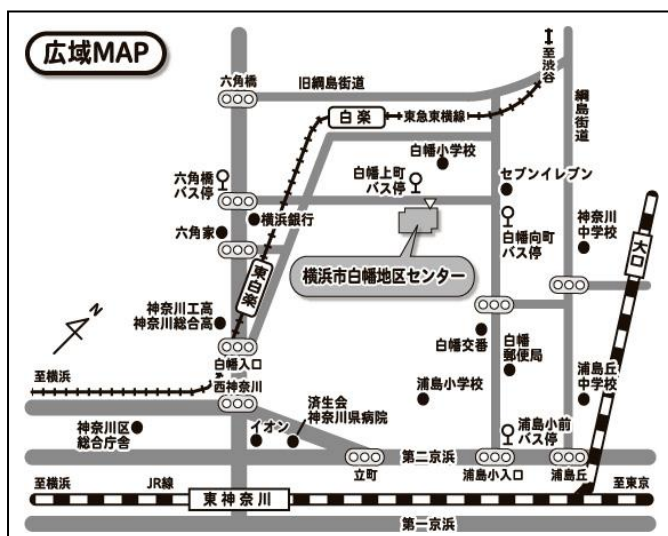 広域MAP
六角橋
旧綱島街道
至渋谷
綱島街道
白楽
東急東横線
白幡小学校
六角橋
バス停
白幡上町
バス停
セブンイレブン
横浜銀行
六角家
白幡向町
バス停
神奈川
中学校
大口
東白楽
横浜市白幡地区センター
N
神奈川工高
神奈川総合高
白幡入口
白幡交番
白幡
郵便局
至横浜
西神奈川
浦島小学校
浦島丘
中学校
済生会
神奈川県病院
神奈川区
総合庁舎
イオン
浦島小前
バス停
立町
第二京浜
浦島小入口
浦島丘
至横浜
JR線
東神奈川
至東京
第一京浜